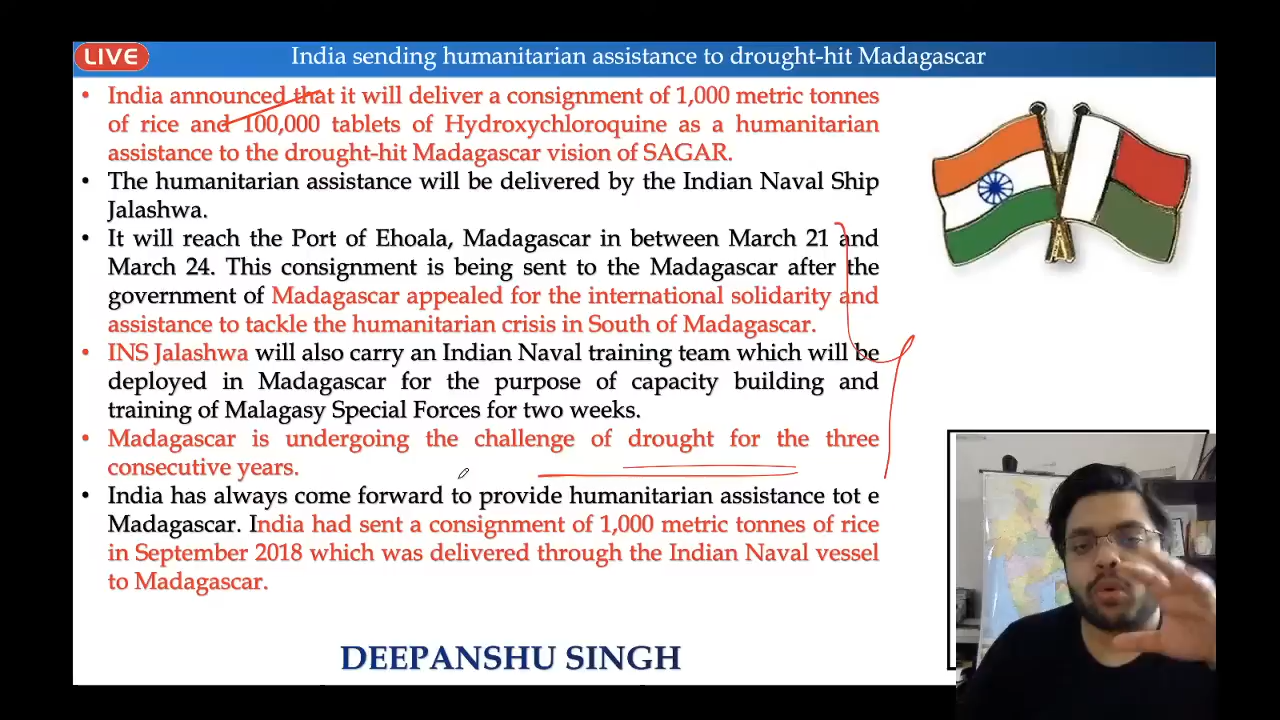 LIVE
India sending humanitarian assistance to drought-hit Madagascar
• India announced that it will deliver a consignment of 1,000 metric tonnes
of rice and 100,000 tablets of Hydroxychloroquine as a humanitarian
assistance to the drought-hit Madagascar vision of SAGAR.
• The humanitarian assistance will be delivered by the Indian Naval Ship
Jalashwa.
• It will reach the Port of Ehoala, Madagascar in between March 21 and
March 24. This consignment is being sent to the Madagascar after the
government of Madagascar appealed for the international solidarity and
assistance to tackle the humanitarian crisis in South of Madagascar.
• INS Jalashwa will also carry an Indian Naval training team which will be
deployed in Madagascar for the purpose of capacity building and
training of Malagasy Special Forces for two weeks.
• Madagascar is undergoing the challenge of drought for the three
consecutive years.
• India has always come forward to provide humanitarian assistance tot e
Madagascar. India had sent a consignment of 1,000 metric tonnes of rice
in September 2018 which was delivered through the Indian Naval vessel
to Madagascar.
DEEPANSHU SINGH